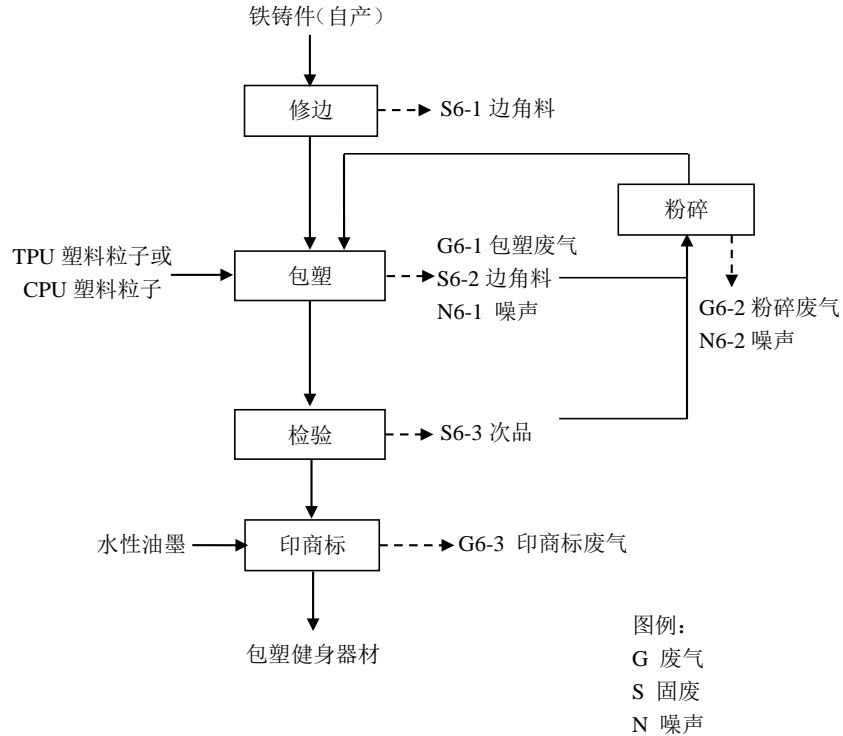 铁铸件（自产）
修边
S6-1 边角料
粉碎
TPU 塑料粒子或
CPU 塑料粒子
包塑
G6-1 包塑废气
S6-2 边角料
N6-1 噪声
G6-2 粉碎废气
N6-2 噪声
检验
S6-3 次品
水性油墨
印商标
G6-3 印商标废气
包塑健身器材
图例：
G 废气
S 固废
N 噪声